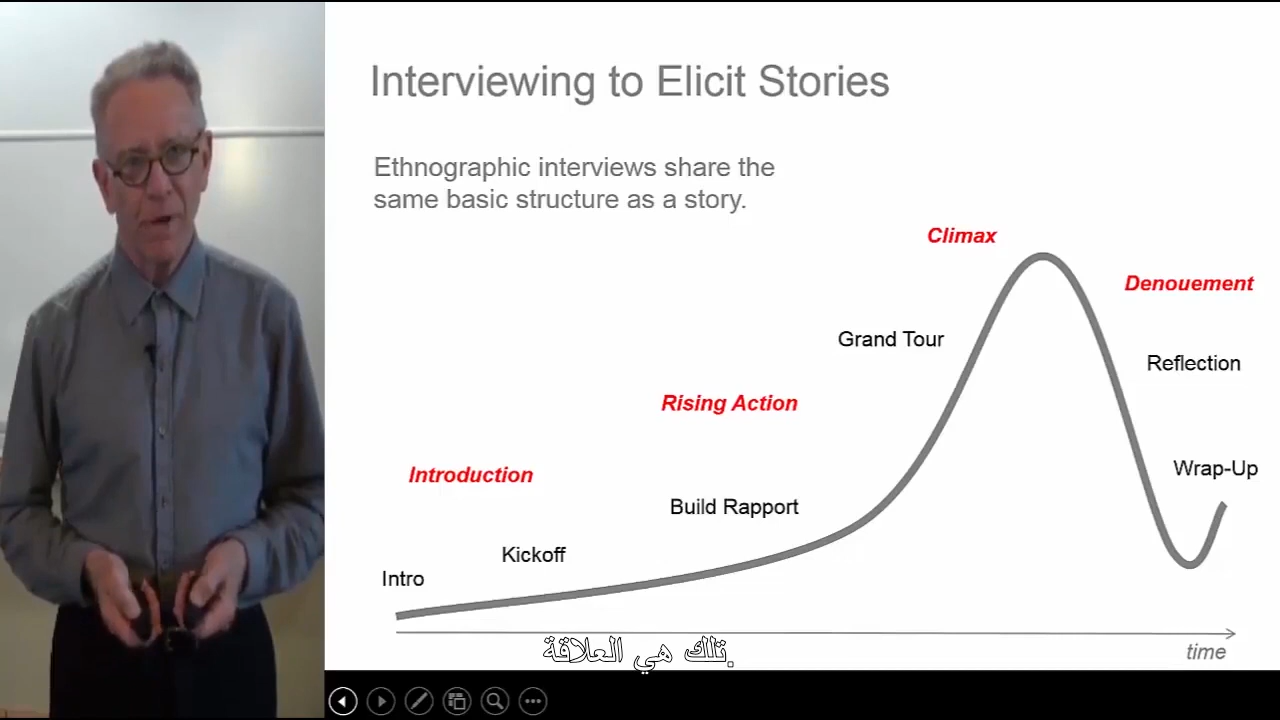 Interviewing to Elicit Stories
Ethnographic interviews share the
same basic structure as a story.
Climax
Denouement
Grand Tour
Reflection
Rising Action
Introduction
Wrap-Up
Build Rapport
Kickoff
Intro
time
تلك هي العلاقة.